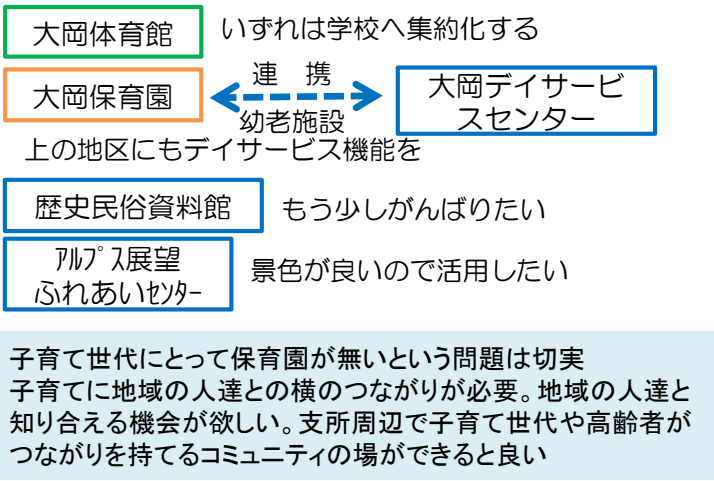 大岡体育館 いずれは学校へ集約化する
大岡保育園
連 携
幼老施設
大岡デイサービ
スセンター
上の地区にもデイサービス機能を
歴史民俗資料館 もう少しがんばりたい
ｱﾙﾌﾟｽ展望
ふれあいｾﾝﾀｰ
景色が良いので活用したい
子育て世代にとって保育園が無いという問題は切実
子育てに地域の人達との横のつながりが必要。地域の人達と
知り合える機会が欲しい。支所周辺で子育て世代や高齢者が
つながりを持てるコミュニティの場ができると良い